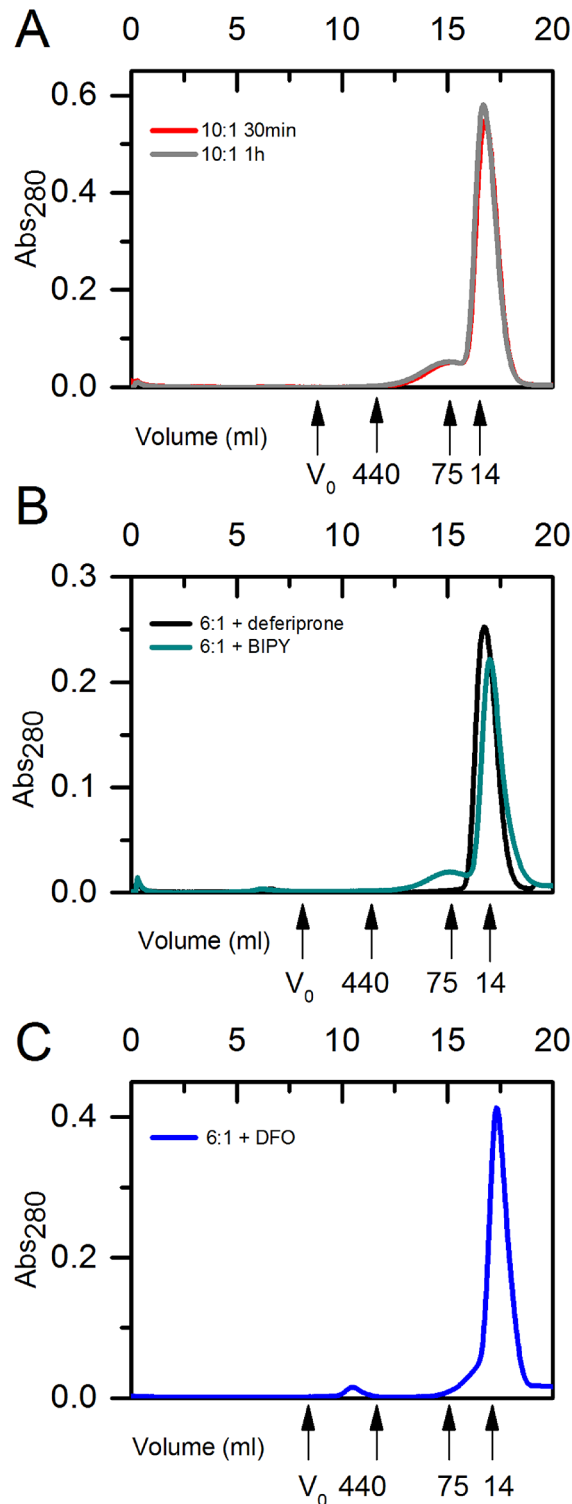 A
0 5 10 15 20
0.6
10:1 30min
10:1 1h
0.4
Abs280
0.2
0.0
Volume (ml)
V0 440 75 14
B
0 5 10 15 20
0.3
6:1 + deferiprone
6:1 + BIPY
0.2
Abs280
0.1
0.0
Volume (ml)
V0 440 75 14
C
0 5 10 15 20
0.4
6:1 + DFO
Abs280
0.2
0.0
Volume (ml)
V0 440 75 14